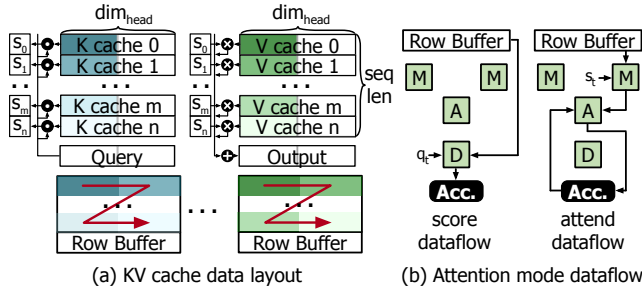 dim_head
S_0 K cache 0
S_1 K cache 1
.. ..
S_m K cache m
S_n K cache n
Query
...
Row Buffer
dim_head
S_0 V cache 0
S_1 V cache 1
.. ..
S_m V cache m
S_n V cache n
seq
len
Output
...
Row Buffer
...
(a) KV cache data layout
Row Buffer
M M
A
q_t D
Acc.
score
dataflow
Row Buffer
M s_t M
A
D
Acc.
attend
dataflow
(b) Attention mode dataflow